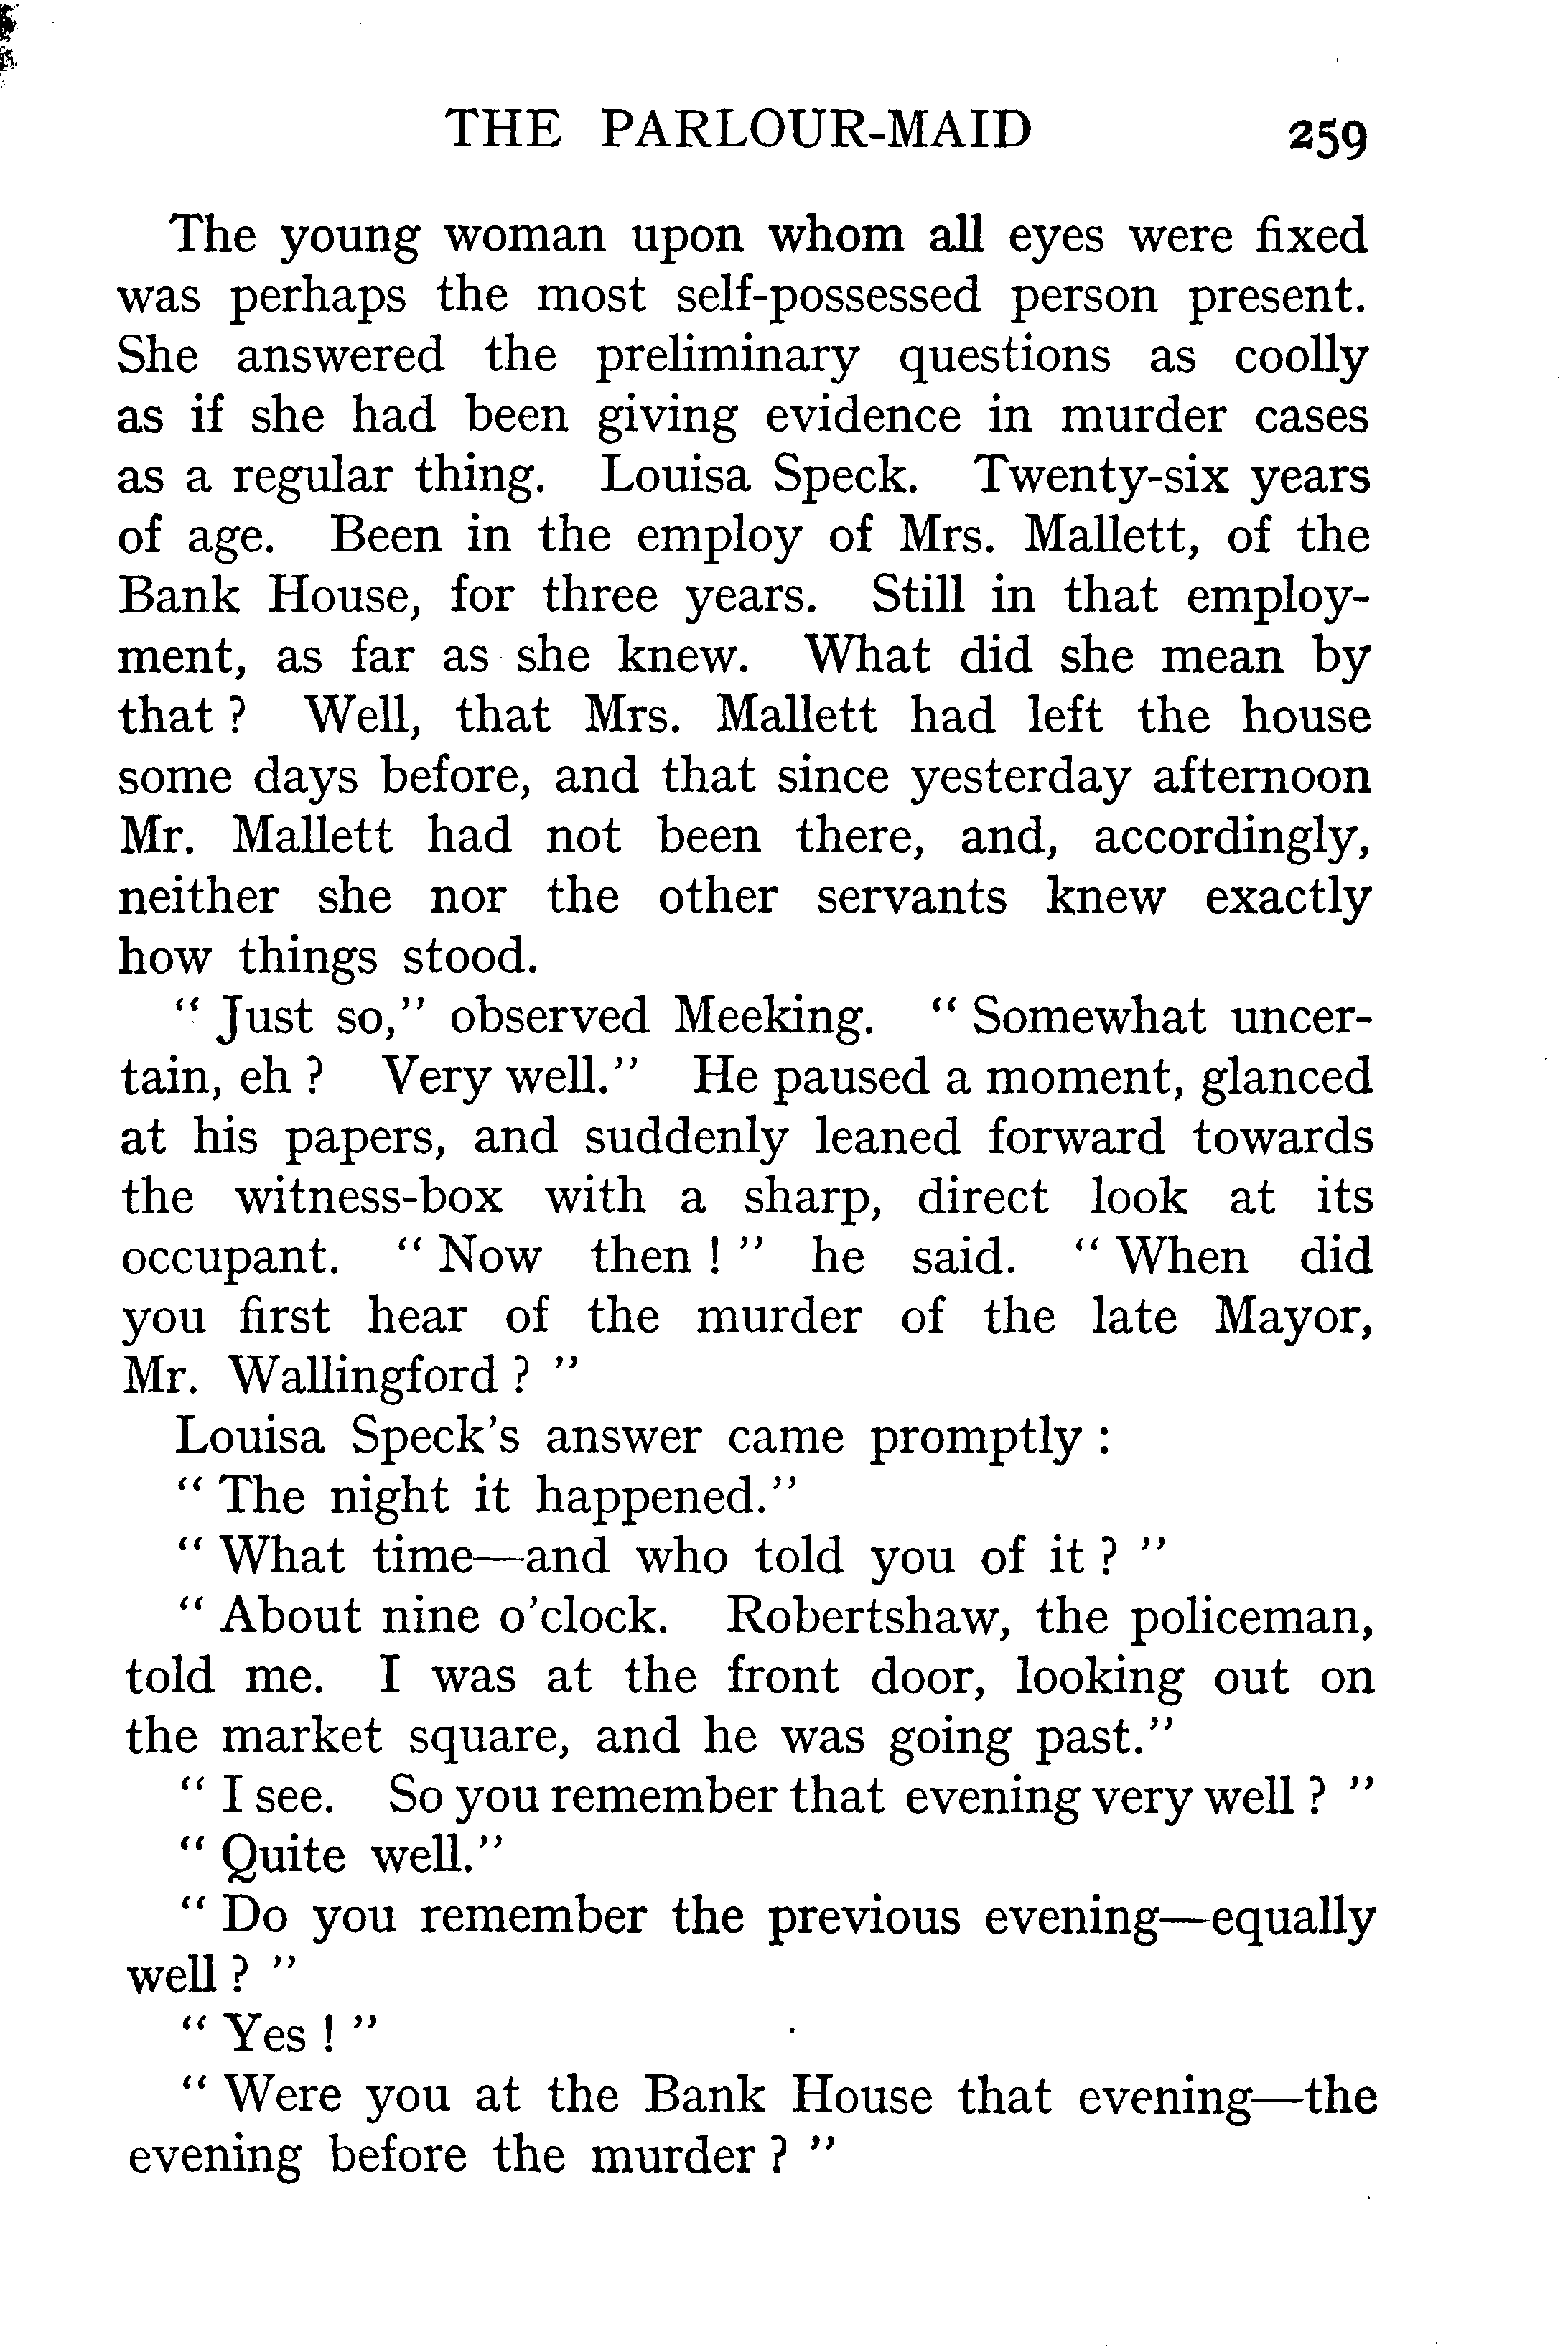 THE PARLOUR-MAID 259
The young woman upon whom all eyes were fixed
was perhaps the most self-possessed person present.
She answered the preliminary questions as coolly
as if she had been giving evidence in murder cases
as a regular thing. Louisa Speck. Twenty-six years
of age. Been in the employ of Mrs. Mallett, of the
Bank House, for three years. Still in that employ-
ment, as far as she knew. What did she mean by
that ? Well, that Mrs. Mallett had left the house
some days before, and that since yesterday afternoon
Mr. Mallett had not been there, and, accordingly,
neither she nor the other servants knew exactly
how things stood.
“ Just so,” observed Meeking. “ Somewhat uncer-
tain, eh ? Very well.” He paused a moment, glanced
at his papers, and suddenly leaned forward towards
the witness-box with a sharp, direct look at its
occupant. “ Now then ! ” he said. “ When did
you first hear of the murder of the late Mayor,
Mr. Wallingford ? ”
Louisa Speck’s answer came promptly :
“ The night it happened.”
“ What time—and who told you of it ? ”
“ About nine o’clock. Robertshaw, the policeman,
told me. I was at the front door, looking out on
the market square, and he was going past.”
“ I see. So you remember that evening very well ? ”
“ Quite well.”
“ Do you remember the previous evening—equally
well ? ”
“ Yes ! ”
“ Were you at the Bank House that evening—the
evening before the murder ? ”